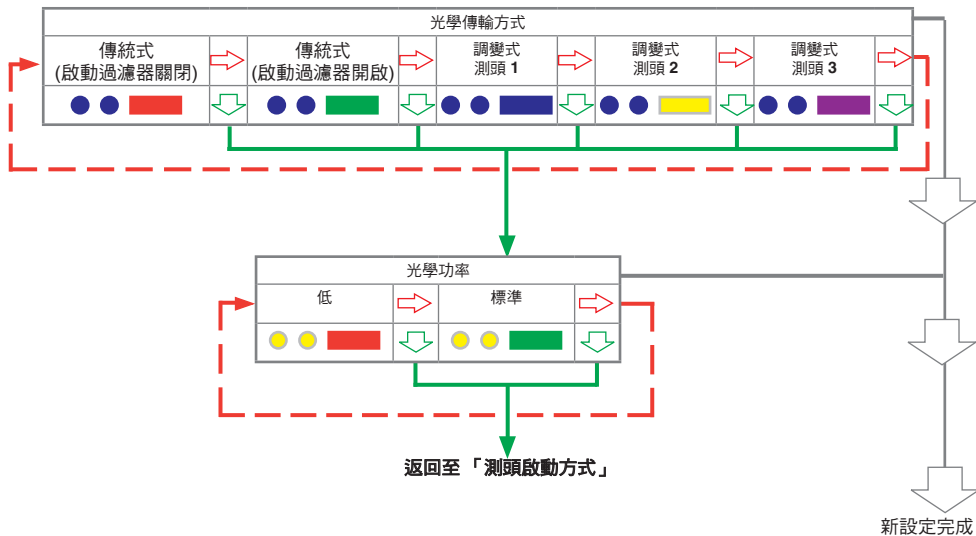 光學傳輸方式
傳統式
(啟動過濾器關閉)
傳統式
(啟動過濾器開啟)
調變式
測頭 1
調變式
測頭 2
調變式
測頭 3
光學功率
低
標準
返回至「測頭啟動方式」
新設定完成